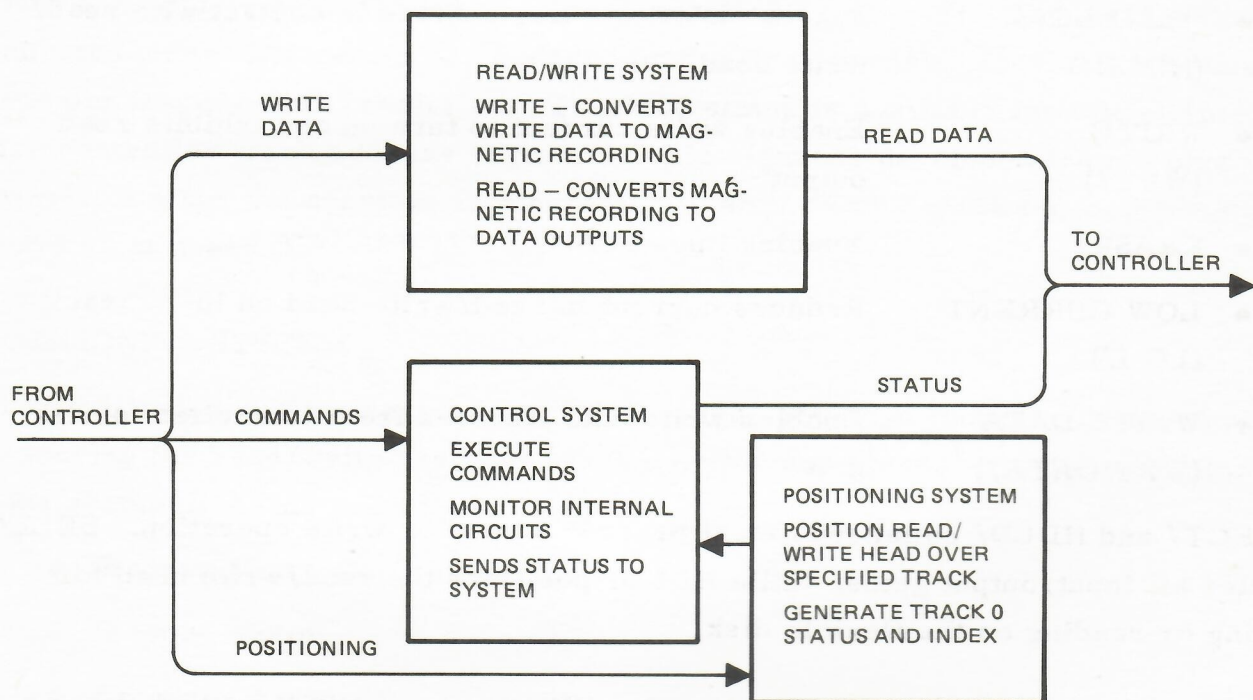 READ/WRITE SYSTEM
WRITE – CONVERTS
WRITE DATA TO MAG-
NETIC RECORDING
READ – CONVERTS MAG-
NETIC RECORDING TO
DATA OUTPUTS
WRITE
DATA
READ DATA
TO
CONTROLLER
FROM
CONTROLLER
COMMANDS
CONTROL SYSTEM
EXECUTE
COMMANDS
MONITOR INTERNAL
CIRCUITS
SENDS STATUS TO
SYSTEM
STATUS
POSITIONING SYSTEM
POSITION READ/
WRITE HEAD OVER
SPECIFIED TRACK
GENERATE TRACK 0
STATUS AND INDEX
POSITIONING